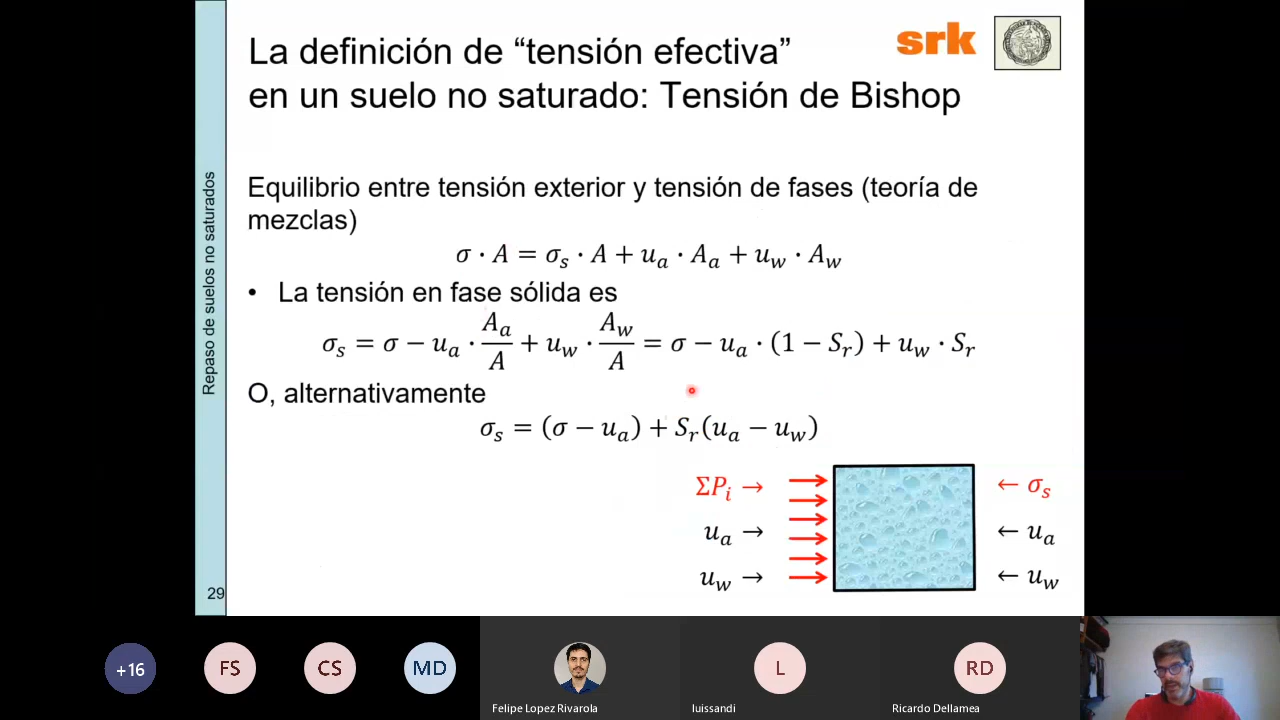 La definición de “tensión efectiva”
en un suelo no saturado: Tensión de Bishop
srk
Repaso de suelos no saturados
Equilibrio entre tensión exterior y tensión de fases (teoría de
mezclas)
σ · A = σ_s · A + u_a · A_a + u_w · A_w
• La tensión en fase sólida es
σ_s = σ − u_a · A_a/A + u_w · A_w/A = σ − u_a · (1 − S_r) + u_w · S_r
O, alternativamente
σ_s = (σ − u_a) + S_r(u_a − u_w)
ΣP_i → ← σ_s
u_a → ← u_a
u_w → ← u_w
29
+16 FS CS MD L RD
Felipe Lopez Rivarola luissandi Ricardo Dellamea